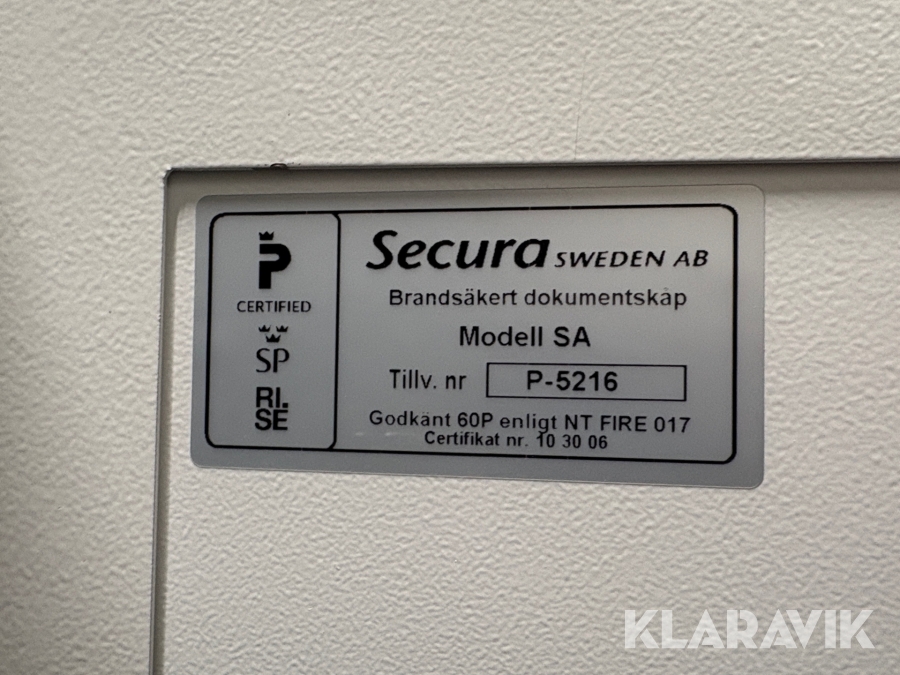 P
CERTIFIED
SP
RI.
SE
Secura SWEDEN AB
Brandsäkert dokumentskåp
Modell SA
Tillv. nr P-5216
Godkänt 60P enligt NT FIRE 017
Certifikat nr. 10 30 06
KLARAVIK